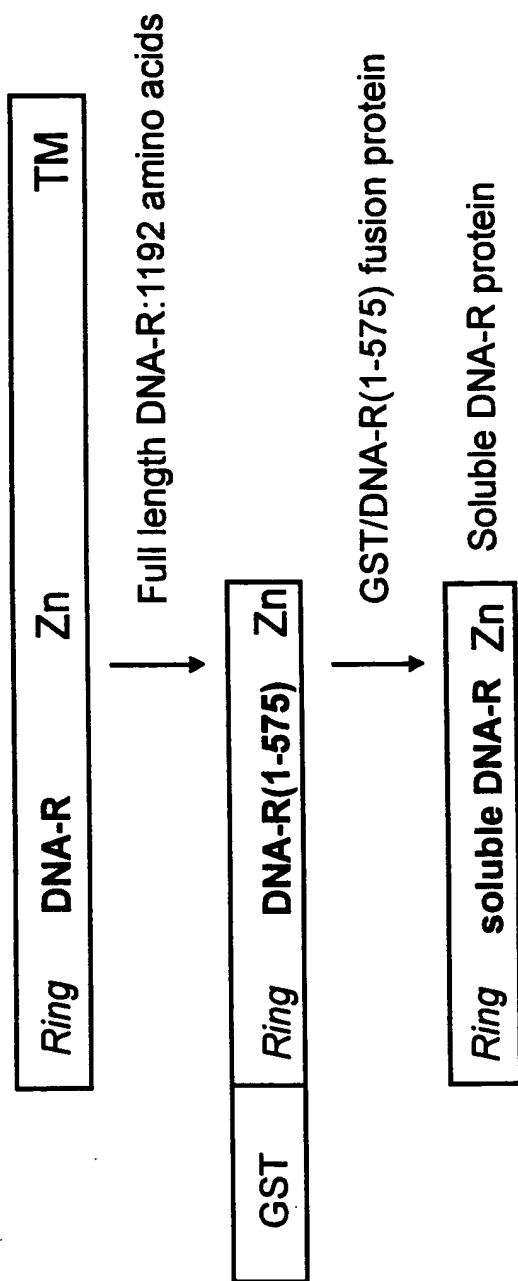 Ring DNA-R Zn TM
Full length DNA-R:1192 amino acids
GST Ring DNA-R(1-575) Zn
GST/DNA-R(1-575) fusion protein
Ring soluble DNA-R Zn
Soluble DNA-R protein